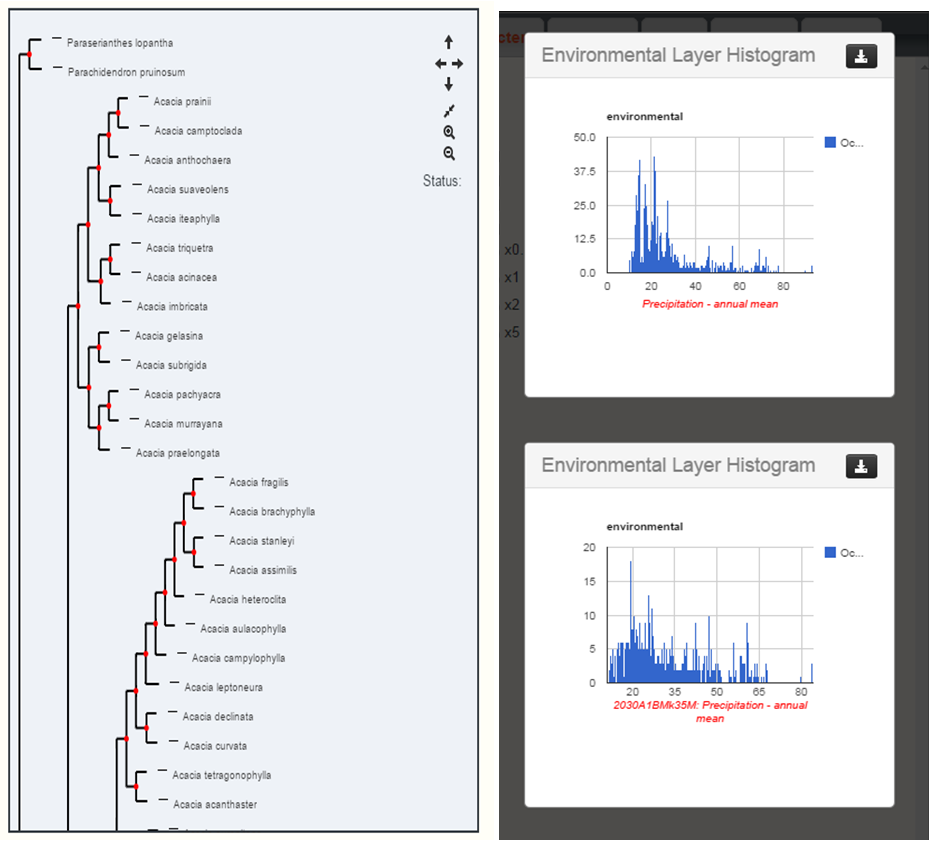 Paraserianthes lopantha
Parachidendron pruinosum
Acacia prainii
Acacia camptoclada
Acacia anthochaera
Acacia suaveolens
Acacia iteaphylla
Acacia triquetra
Acacia acinacea
Acacia imbricata
Acacia gelasina
Acacia subrigida
Acacia pachyacra
Acacia murrayana
Acacia praelongata
Acacia fragilis
Acacia brachyphylla
Acacia stanleyi
Acacia assimilis
Acacia heteroclita
Acacia aulacophylla
Acacia campylophylla
Acacia leptoneura
Acacia declinata
Acacia curvata
Acacia tetragonophylla
Acacia acanthaster
Status:
cter
x0.
x1
x2
x5
Environmental Layer Histogram
environmental
50.0
37.5
25.0
12.5
0.0
0 20 40 60 80
Precipitation - annual mean
Oc...
Environmental Layer Histogram
environmental
20
15
10
5
0
20 35 50 65 80
2030A1BMk35M: Precipitation - annual
mean
Oc...